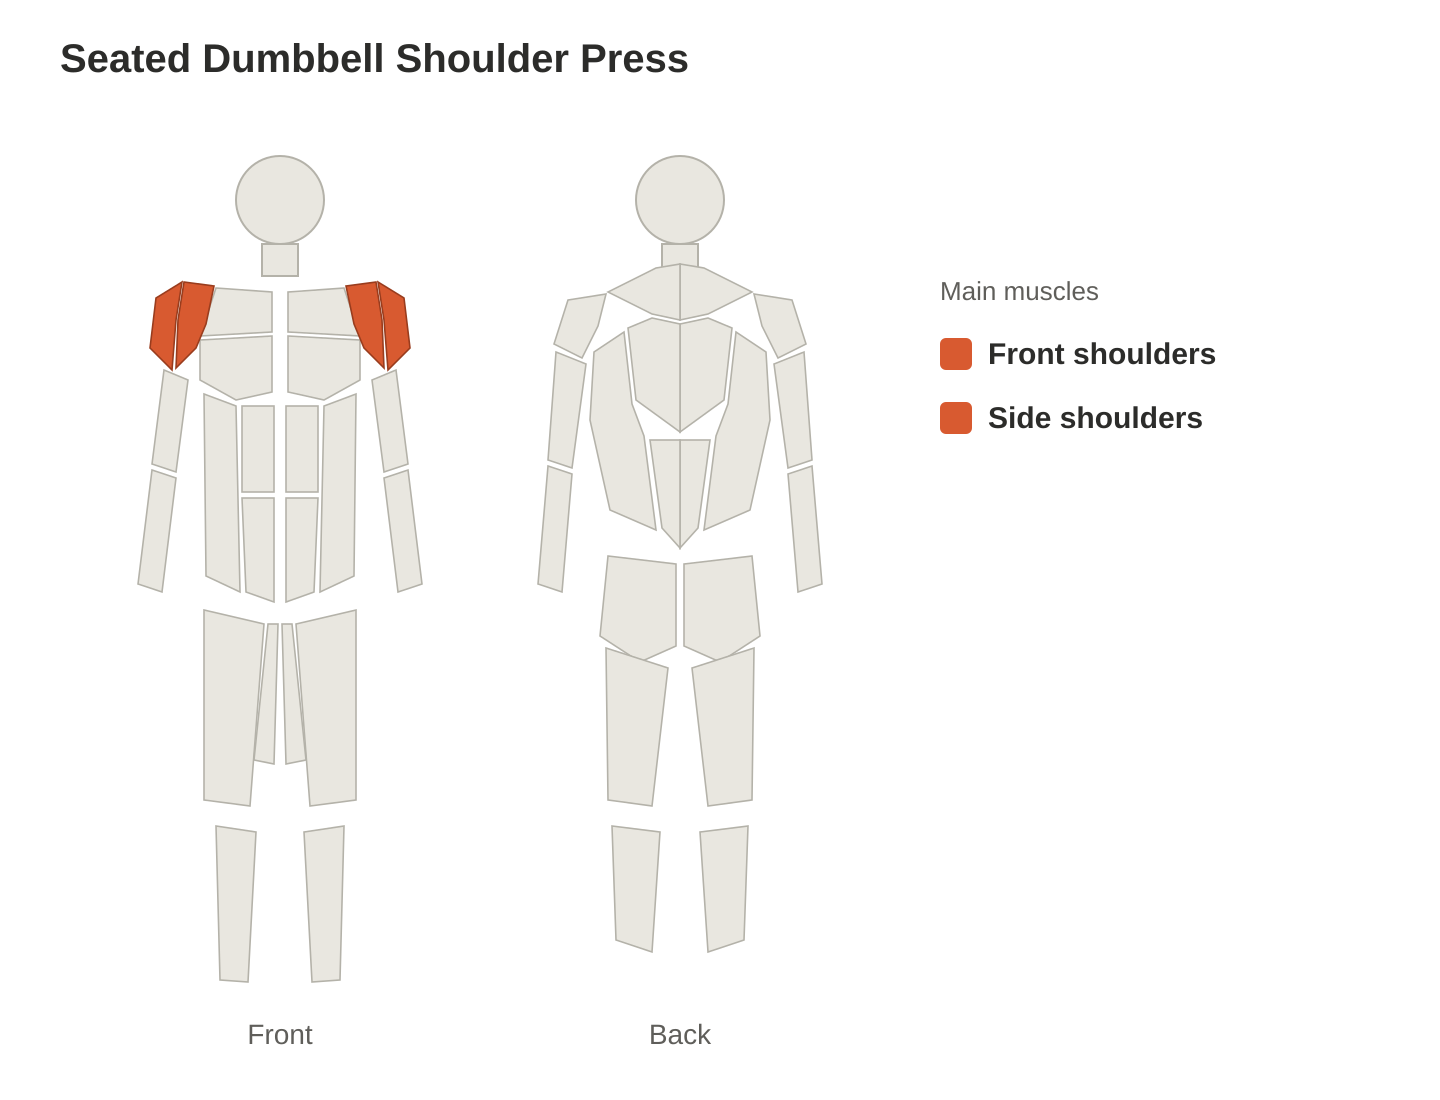 Seated Dumbbell Shoulder Press
Main muscles
Front shoulders
Side shoulders
Front
Back